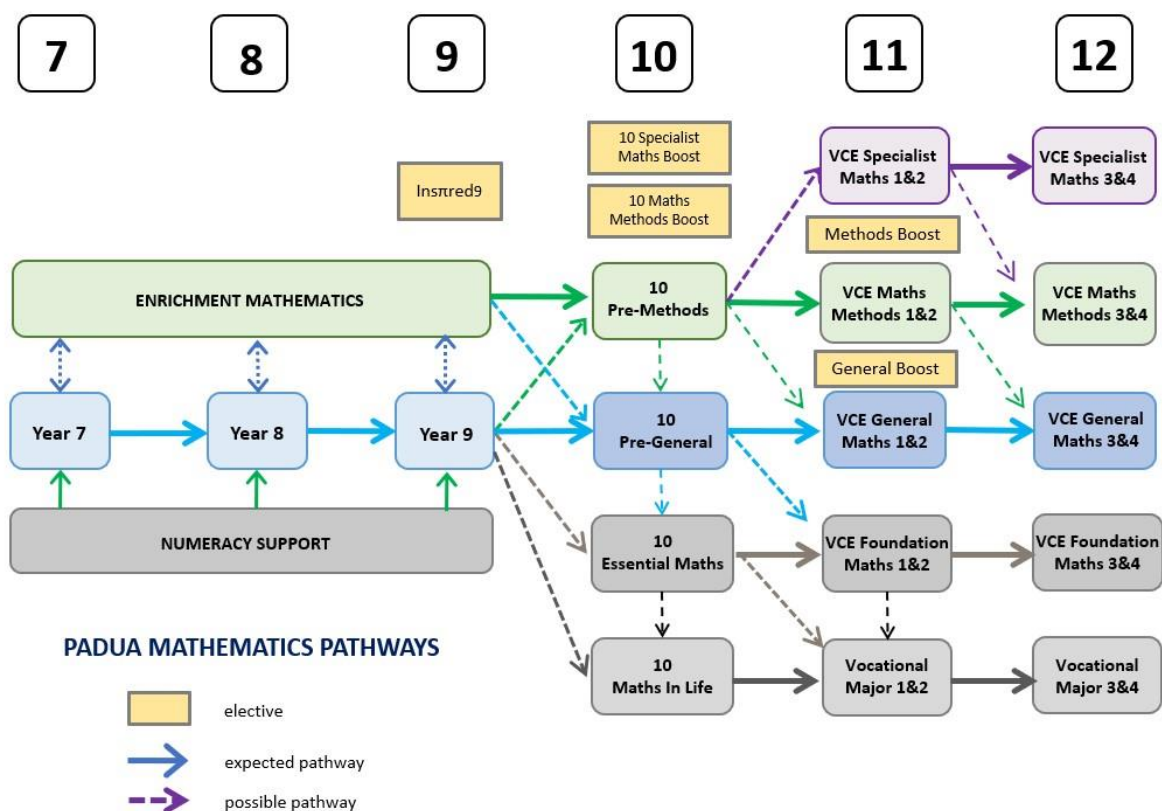 7
8
9
10
11
12
10 Specialist
Maths Boost
10 Maths
Methods Boost
Insπred9
VCE Specialist
Maths 1&2
VCE Specialist
Maths 3&4
Methods Boost
ENRICHMENT MATHEMATICS
10
Pre-Methods
VCE Maths
Methods 1&2
VCE Maths
Methods 3&4
General Boost
Year 7
Year 8
Year 9
10
Pre-General
VCE General
Maths 1&2
VCE General
Maths 3&4
NUMERACY SUPPORT
10
Essential Maths
VCE Foundation
Maths 1&2
VCE Foundation
Maths 3&4
10
Maths In Life
Vocational
Major 1&2
Vocational
Major 3&4
PADUA MATHEMATICS PATHWAYS
elective
expected pathway
possible pathway